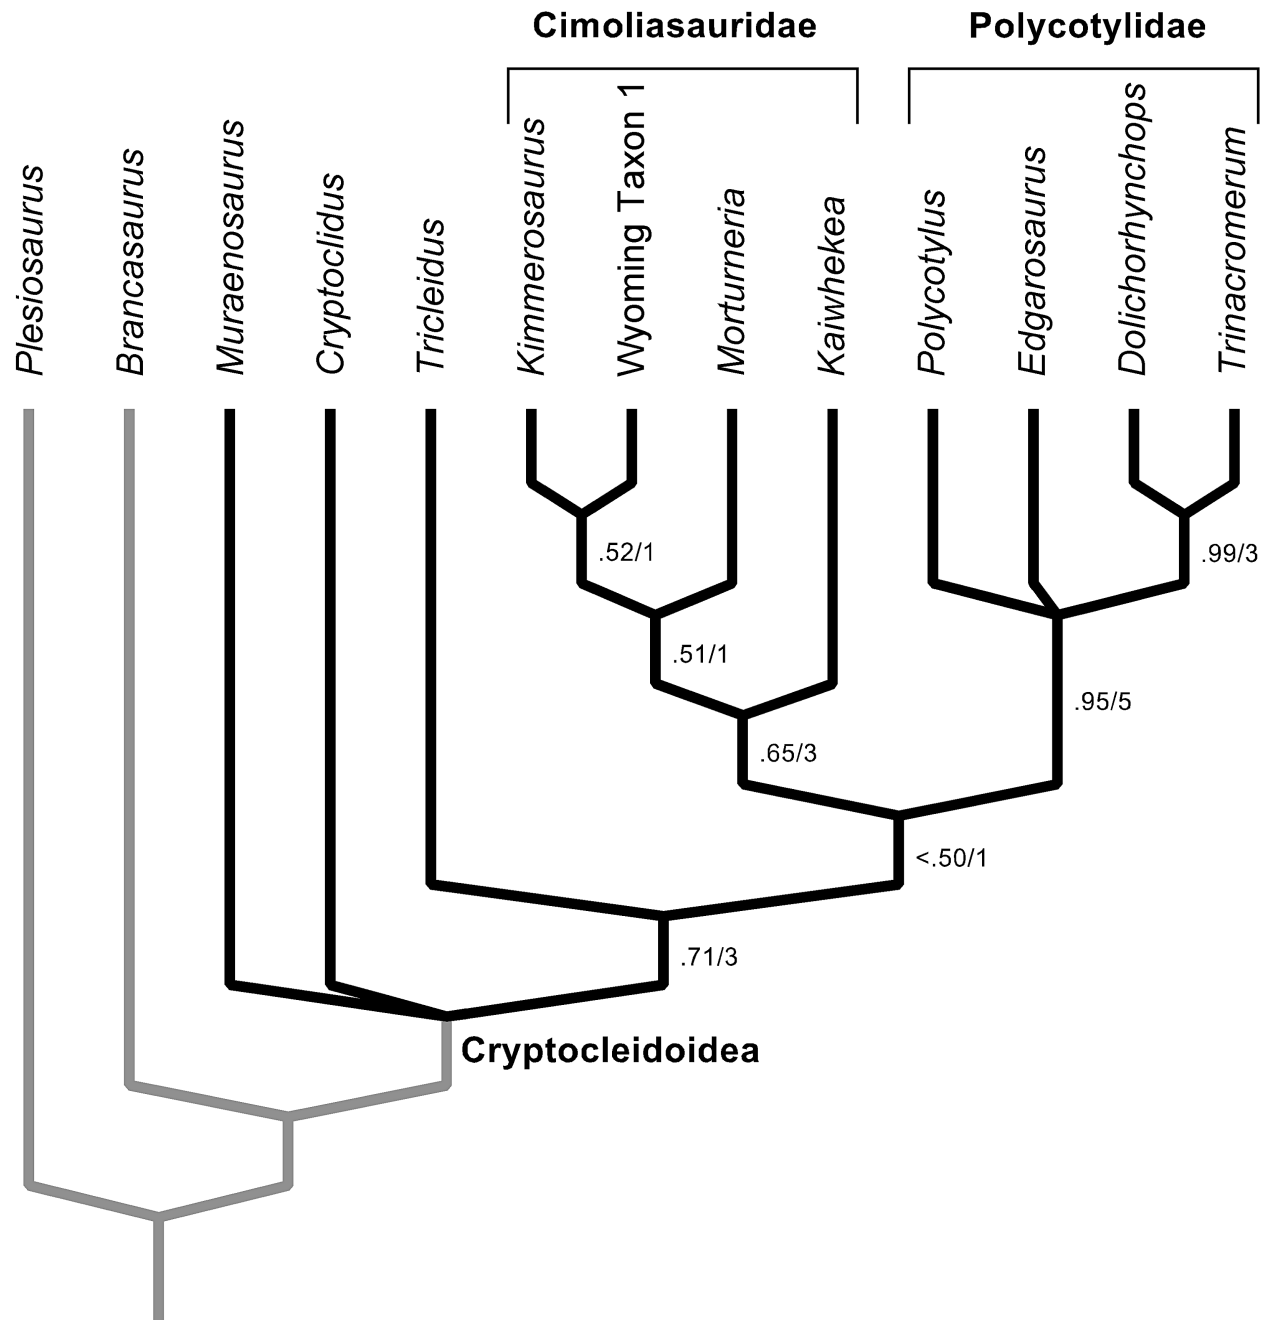 Cimoliasauridae
Polycotylidae
Plesiosaurus
Brancasaurus
Muraenosaurus
Cryptoclidus
Tricleidus
Kimmerosaurus
Wyoming Taxon 1
Morturneria
Kaiwhekea
Polycotylus
Edgarosaurus
Dolichorhynchops
Trinacromerum
.52/1
.99/3
.51/1
.95/5
.65/3
<.50/1
.71/3
Cryptocleidoidea